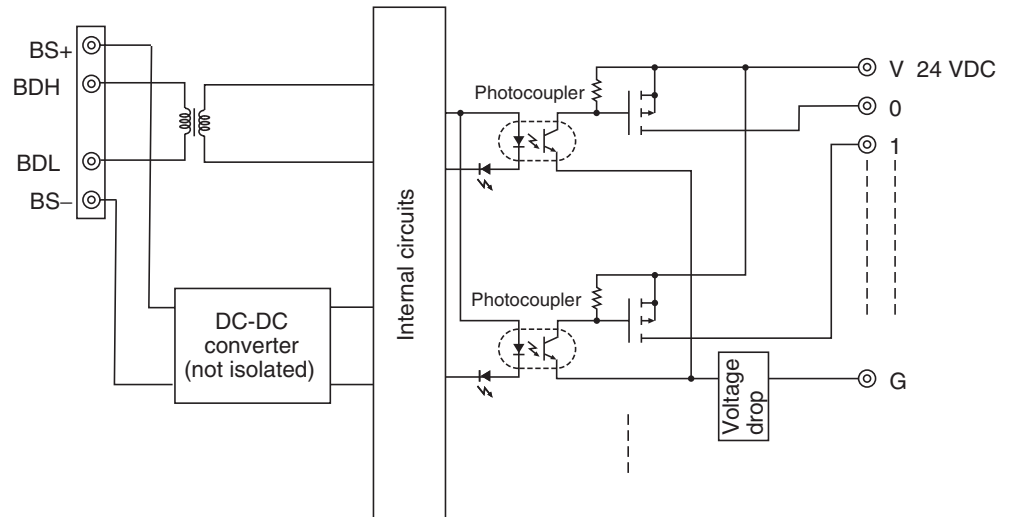 BS+
BDH
BDL
BS–
DC-DC
converter
(not isolated)
Internal circuits
Photocoupler
Photocoupler
Voltage
drop
V 24 VDC
0
1
G